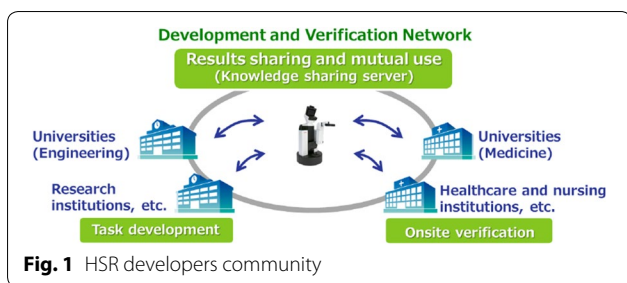 Development and Verification Network
Results sharing and mutual use
(Knowledge sharing server)
Universities
(Engineering)
Universities
(Medicine)
Research
institutions, etc.
Healthcare and nursing
institutions, etc.
Task development
Onsite verification
Fig. 1 HSR developers community